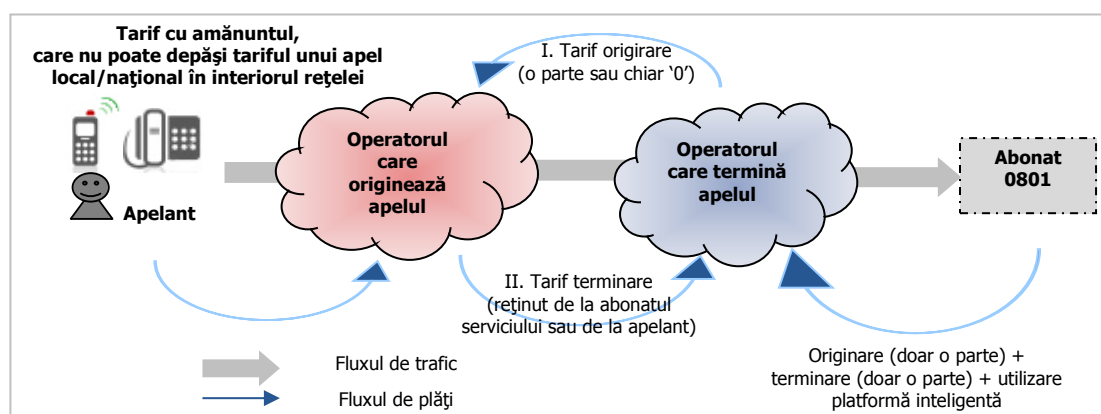 Tarif cu amănuntul,
care nu poate depăşi tariful unui apel
local/naţional în interiorul reţelei
I. Tarif origirare
(o parte sau chiar ‘0’)
Operatorul
care
originează
apelul
Operatorul
care termină
apelul
Abonat
0801
Apelant
II. Tarif terminare
(reţinut de la abonatul
serviciului sau de la apelant)
Originare (doar o parte) +
terminare (doar o parte) + utilizare
platformă inteligentă
Fluxul de trafic
Fluxul de plăţi